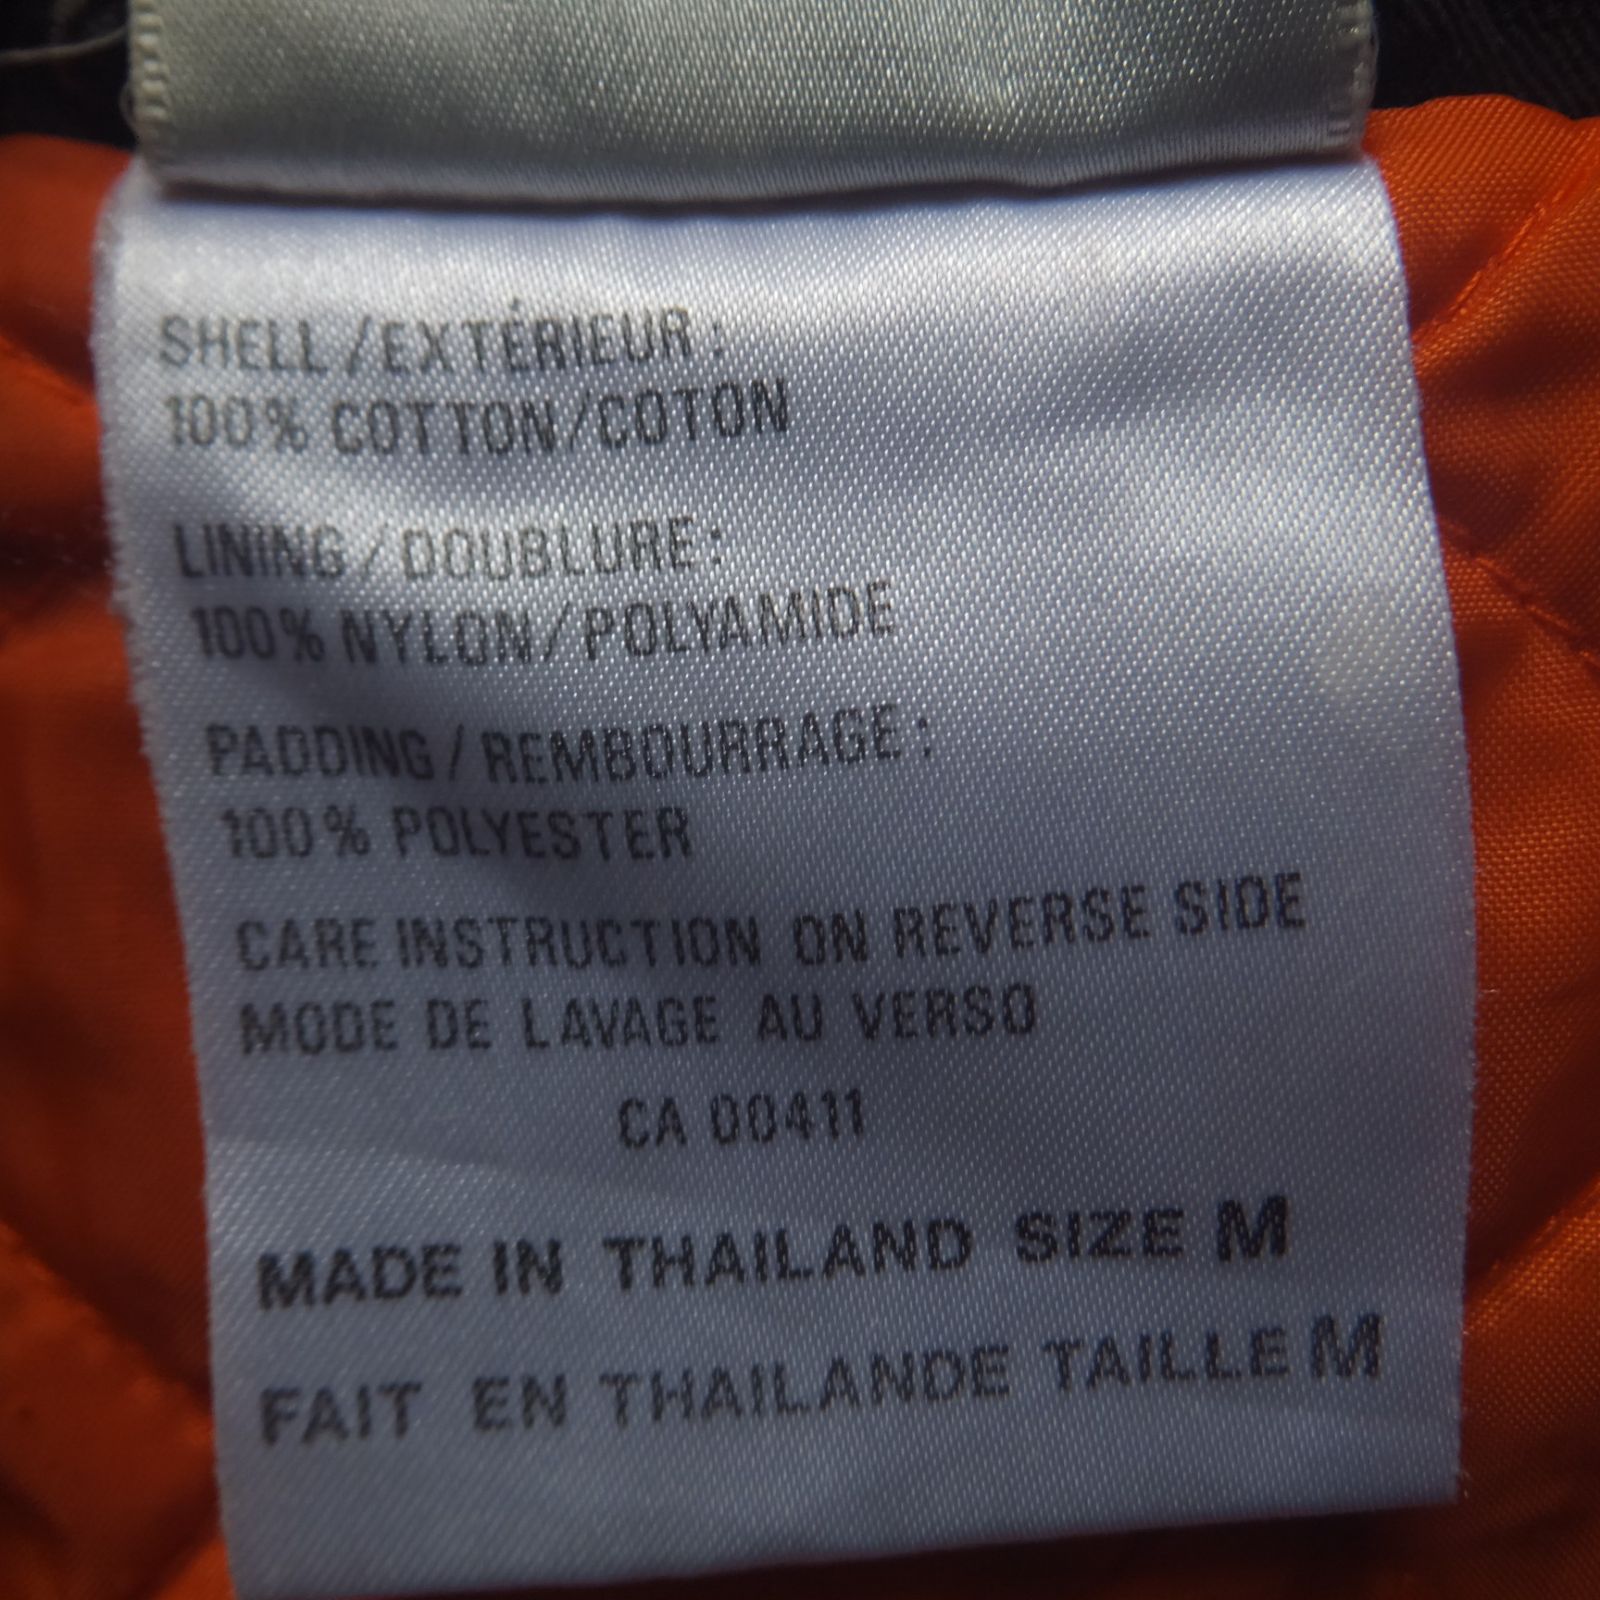 SHELL/EXTÉRIEUR:
100% COTTON/COTON
LINING/DOUBLURE:
100% NYLON/POLYAMIDE
PADDING/REMBOURRAGE:
100% POLYESTER
CARE INSTRUCTION ON REVERSE SIDE
MODE DE LAVAGE AU VERSO
CA 00411
MADE IN THAILAND SIZE M
FAIT EN THAILANDE TAILLE M